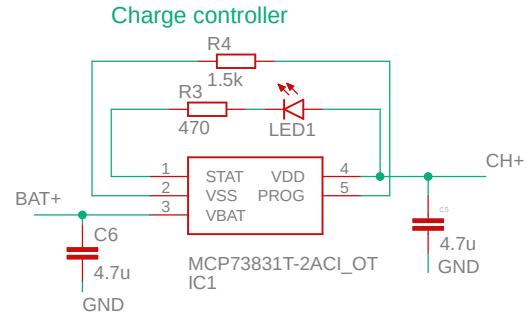 Charge controller
R4
1.5k
R3
470
LED1
1 STAT VDD 4
2 VSS PROG 5
3 VBAT
CH+
BAT+
C5
4.7u
GND
C6
4.7u
GND
MCP73831T-2ACI_OT
IC1